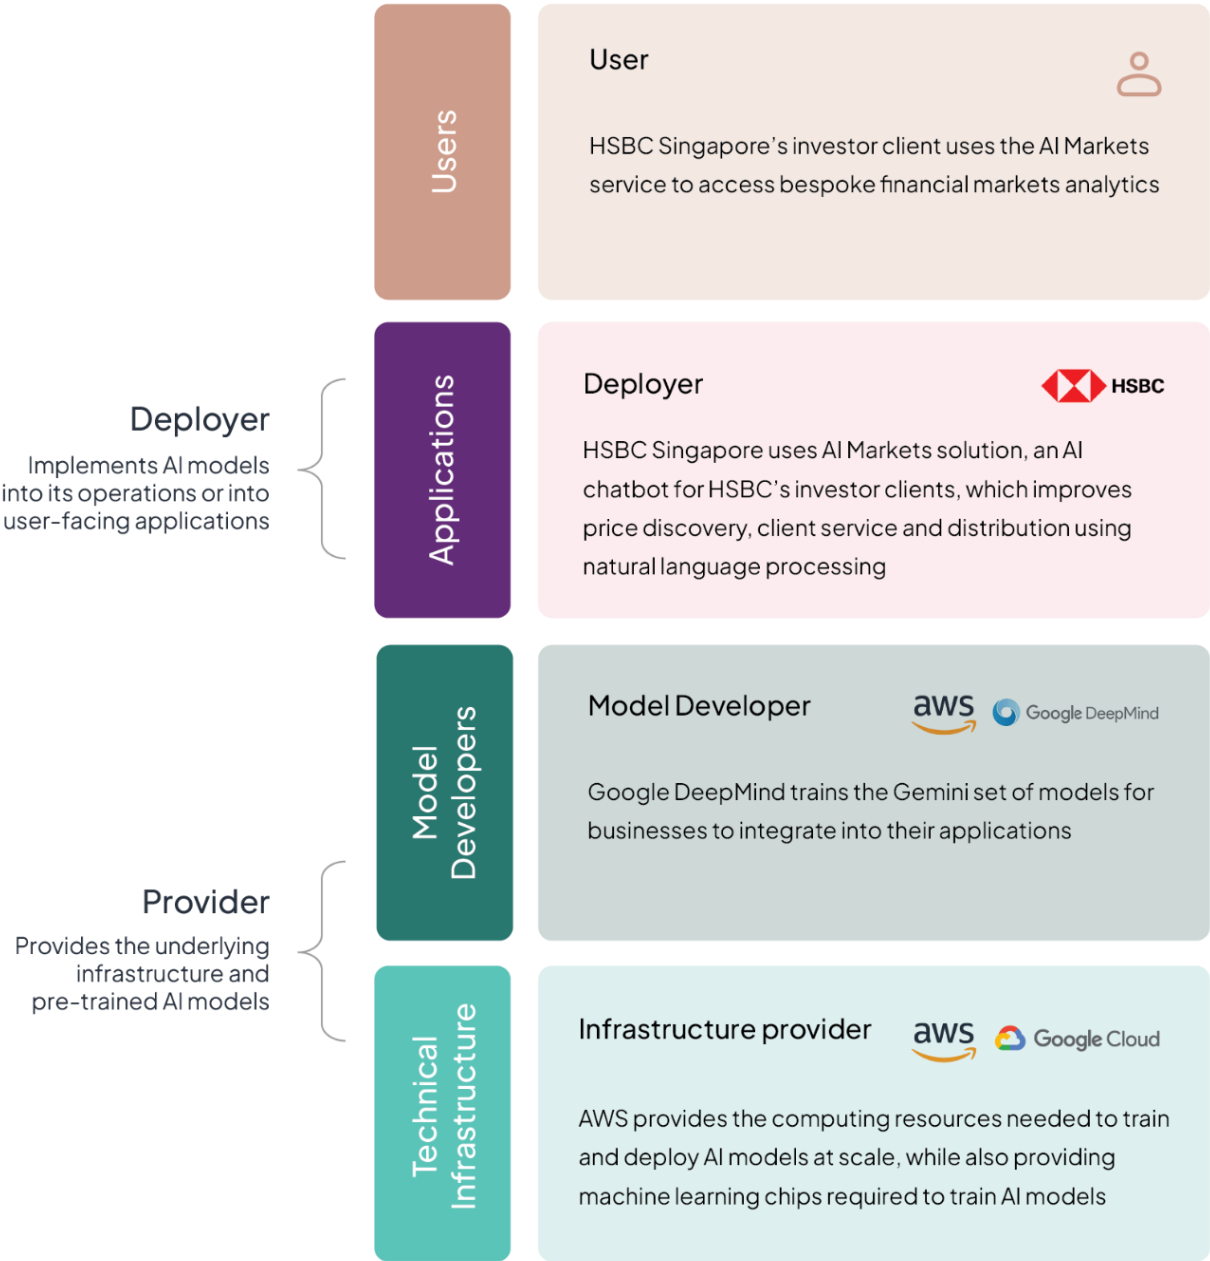 Users
User
HSBC Singapore's investor client uses the AI Markets
service to access bespoke financial markets analytics
Deployer
Implements AI models
into its operations or into
user-facing applications
Applications
Deployer
HSBC
HSBC Singapore uses AI Markets solution, an AI
chatbot for HSBC's investor clients, which improves
price discovery, client service and distribution using
natural language processing
Model
Developers
Model Developer
aws
Google DeepMind
Google DeepMind trains the Gemini set of models for
businesses to integrate into their applications
Provider
Provides the underlying
infrastructure and
pre-trained AI models
Technical
Infrastructure
Infrastructure provider
aws
Google Cloud
AWS provides the computing resources needed to train
and deploy AI models at scale, while also providing
machine learning chips required to train AI models